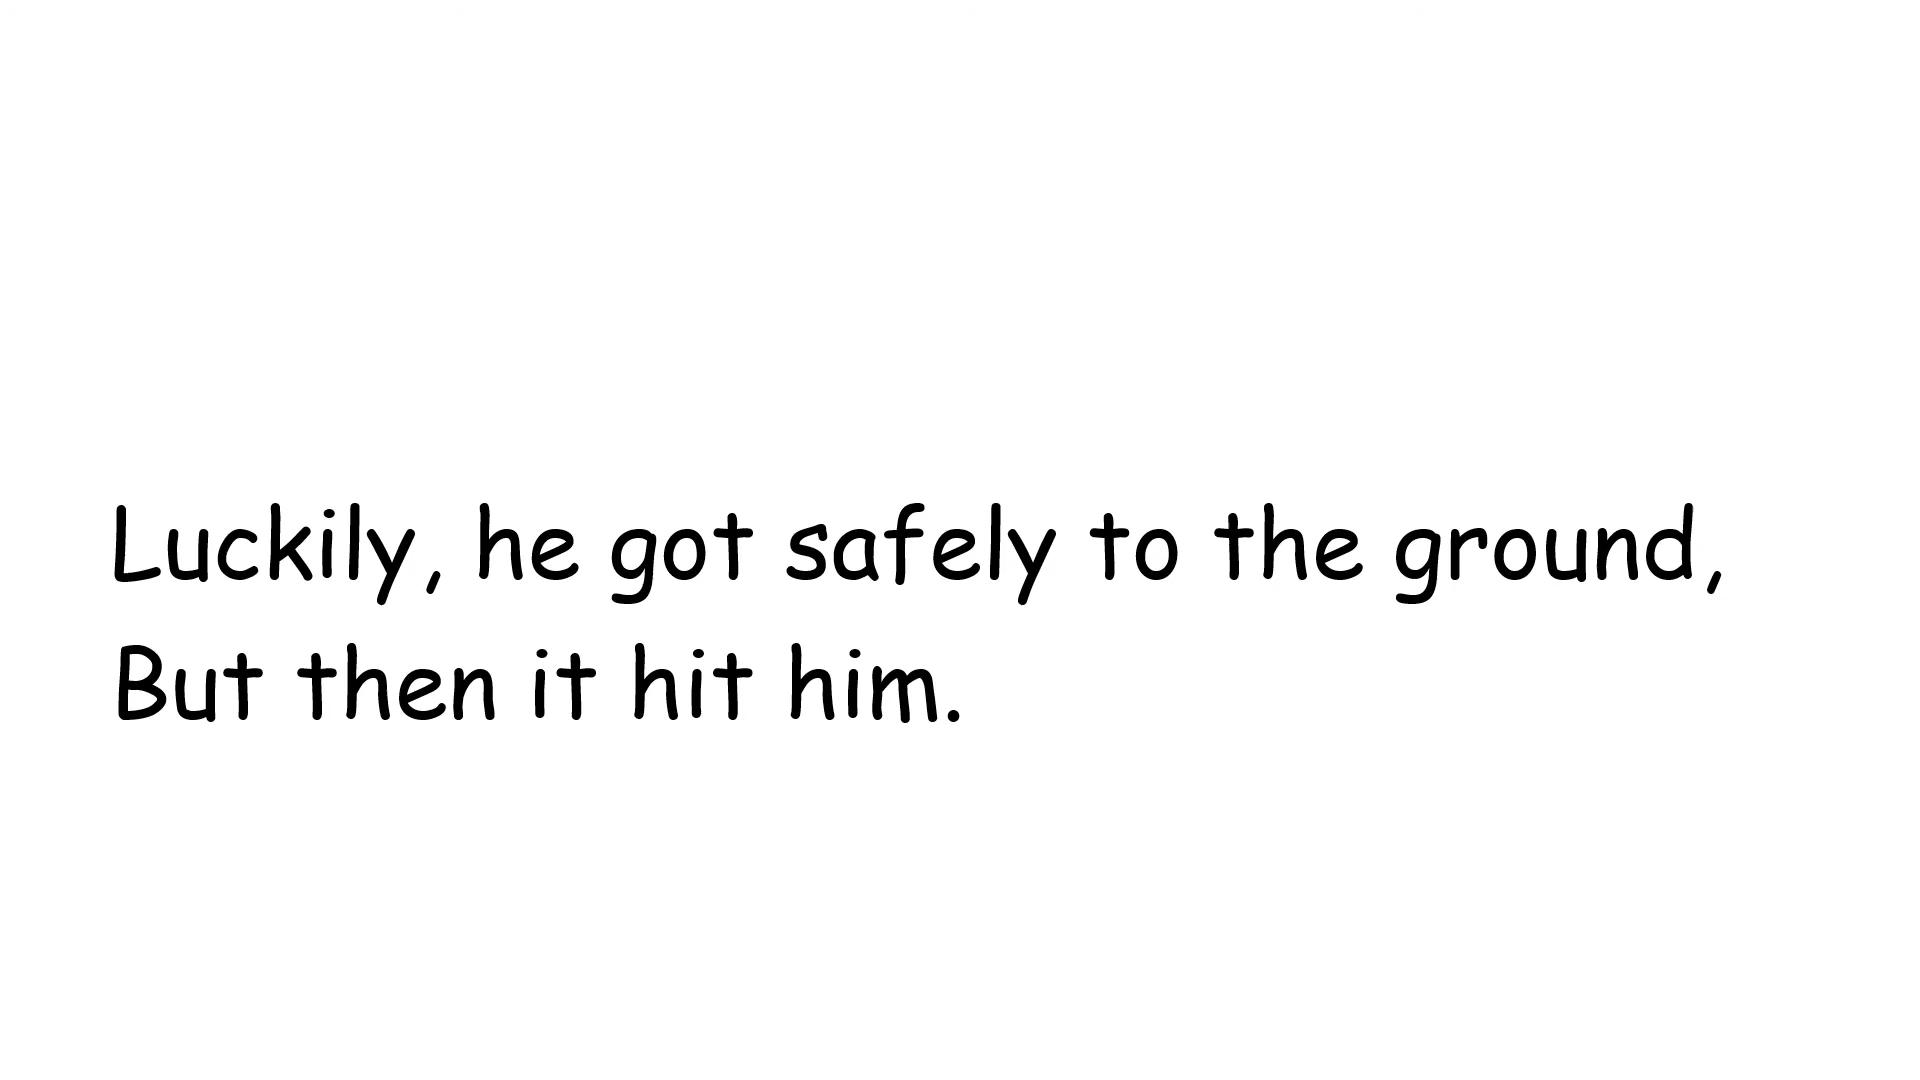 Luckily, he got safely to the ground,
But then it hit him.